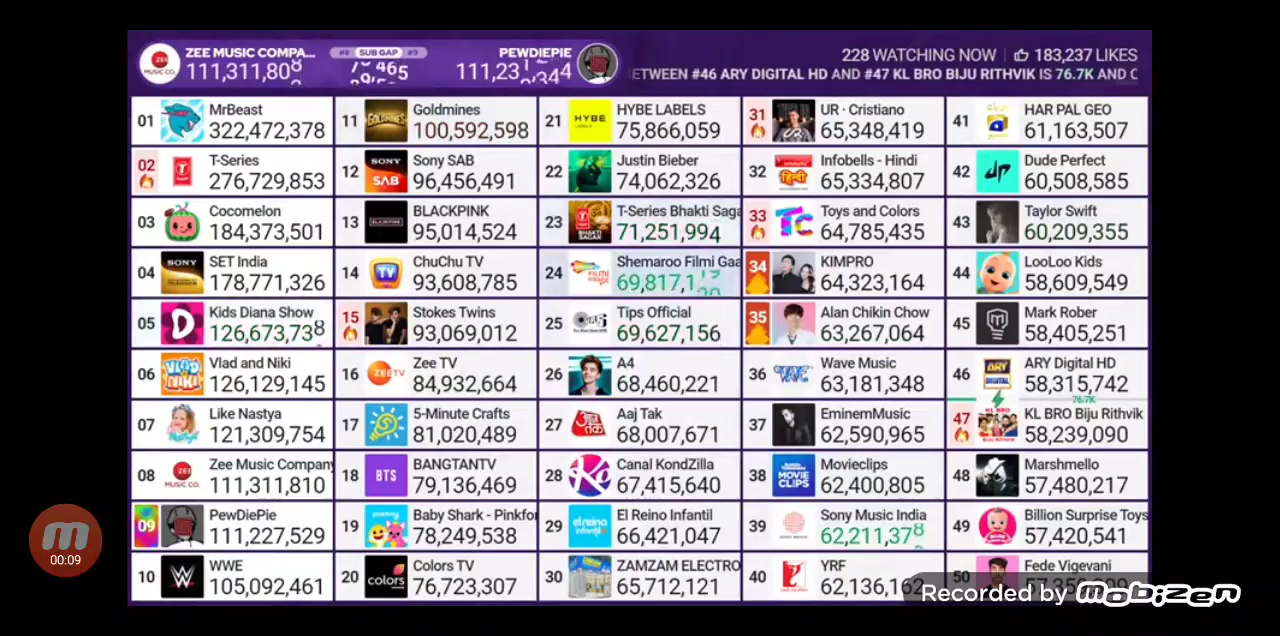 ZEE MUSIC COMPA... #8 SUB GAP #9 PEWDIEPIE
228 WATCHING NOW 183,237 LIKES
ETWEEN #46 ARY DIGITAL HD AND #47 KL BRO BIJU RITHVIK IS 76.7K AND
01 MrBeast
322,472,378
02 T-Series
276,729,853
03 Cocomelon
184,373,501
04 SET India
178,771,326
05 Kids Diana Show
126,673,738
06 Vlad and Niki
126,129,145
07 Like Nastya
121,309,754
08 Zee Music Company
111,311,810
09 PewDiePie
111,227,529
10 WWE
105,092,461
11 Goldmines
100,592,598
12 Sony SAB
96,456,491
13 BLACKPINK
95,014,524
14 ChuChu TV
93,608,785
15 Stokes Twins
93,069,012
16 Zee TV
84,932,664
17 5-Minute Crafts
81,020,489
18 BANGTANTV
79,136,469
19 Baby Shark - Pinkfo
78,249,538
20 Colors TV
76,723,307
21 HYBE LABELS
75,866,059
22 Justin Bieber
74,062,326
23 T-Series Bhakti Saga
71,251,994
24 Shemaroo Filmi Gaa
25 Tips Official
69,627,156
26 A4
68,460,221
27 Aaj Tak
68,007,671
28 Canal KondZilla
67,415,640
29 El Reino Infantil
66,421,047
30 ZAMZAM ELECTRO
65,712,121
31 UR · Cristiano
65,348,419
32 Infobells - Hindi
65,334,807
33 Toys and Colors
64,785,435
34 KIMPRO
64,323,164
35 Alan Chikin Chow
63,267,064
36 Wave Music
63,181,348
37 EminemMusic
62,590,965
38 Movieclips
62,400,805
39 Sony Music India
62,211,378
40 YRF
62,136,162
41 HAR PAL GEO
61,163,507
42 Dude Perfect
60,508,585
43 Taylor Swift
60,209,355
44 LooLoo Kids
58,609,549
45 Mark Rober
58,405,251
46 ARY Digital HD
58,315,742
76.7K
47 KL BRO Biju Rithvik
58,239,090
48 Marshmello
57,480,217
49 Billion Surprise Toys
57,420,541
50 Fede Vigevani
00:09
Recorded by mobizen